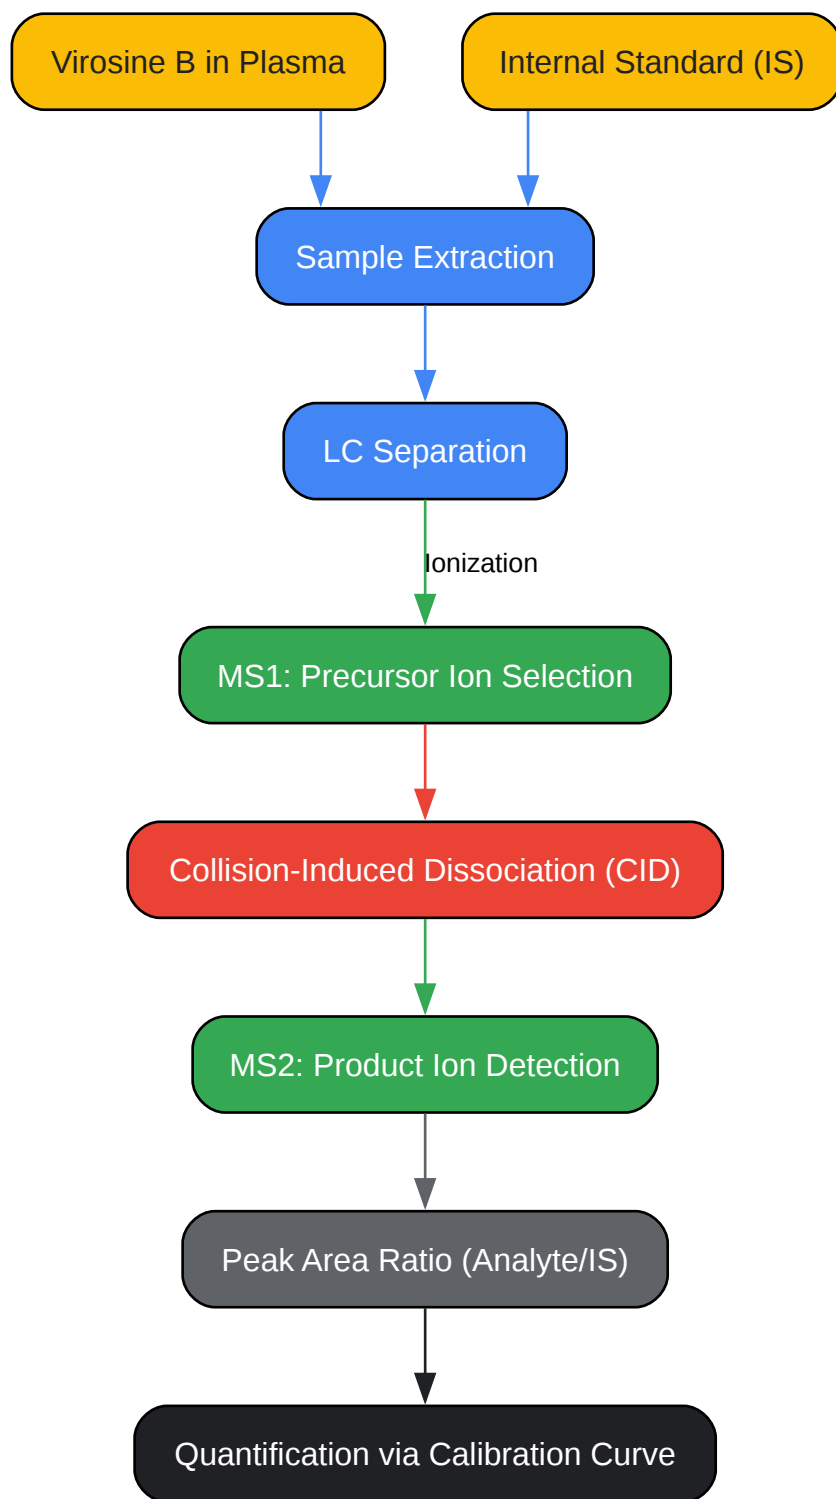 Virosine B in Plasma
Internal Standard (IS)
Sample Extraction
LC Separation
Ionization
MS1: Precursor Ion Selection
Collision-Induced Dissociation (CID)
MS2: Product Ion Detection
Peak Area Ratio (Analyte/IS)
Quantification via Calibration Curve